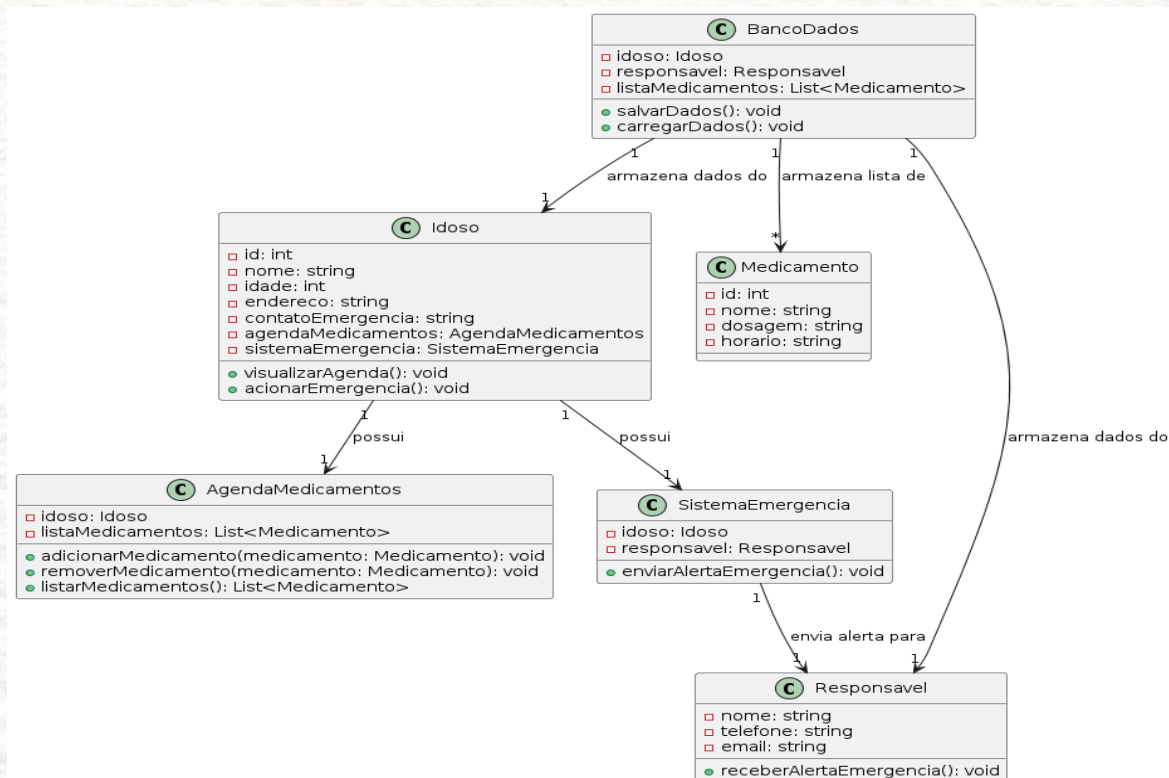 C BancoDados
idoso: Idoso
responsavel: Responsavel
listaMedicamentos: List<Medicamento>
salvarDados(): void
carregarDados(): void
1
1
1
armazena dados do
armazena lista de
1
*
C Idoso
id: int
nome: string
idade: int
endereco: string
contatoEmergencia: string
agendaMedicamentos: AgendaMedicamentos
sistemaEmergencia: SistemaEmergencia
visualizarAgenda(): void
acionarEmergencia(): void
C Medicamento
id: int
nome: string
dosagem: string
horario: string
1
1
possui
possui
armazena dados do
1
1
C AgendaMedicamentos
idoso: Idoso
listaMedicamentos: List<Medicamento>
adicionarMedicamento(medicamento: Medicamento): void
removerMedicamento(medicamento: Medicamento): void
listarMedicamentos(): List<Medicamento>
C SistemaEmergencia
idoso: Idoso
responsavel: Responsavel
enviarAlertaEmergencia(): void
1
envia alerta para
1
1
C Responsavel
nome: string
telefone: string
email: string
receberAlertaEmergencia(): void